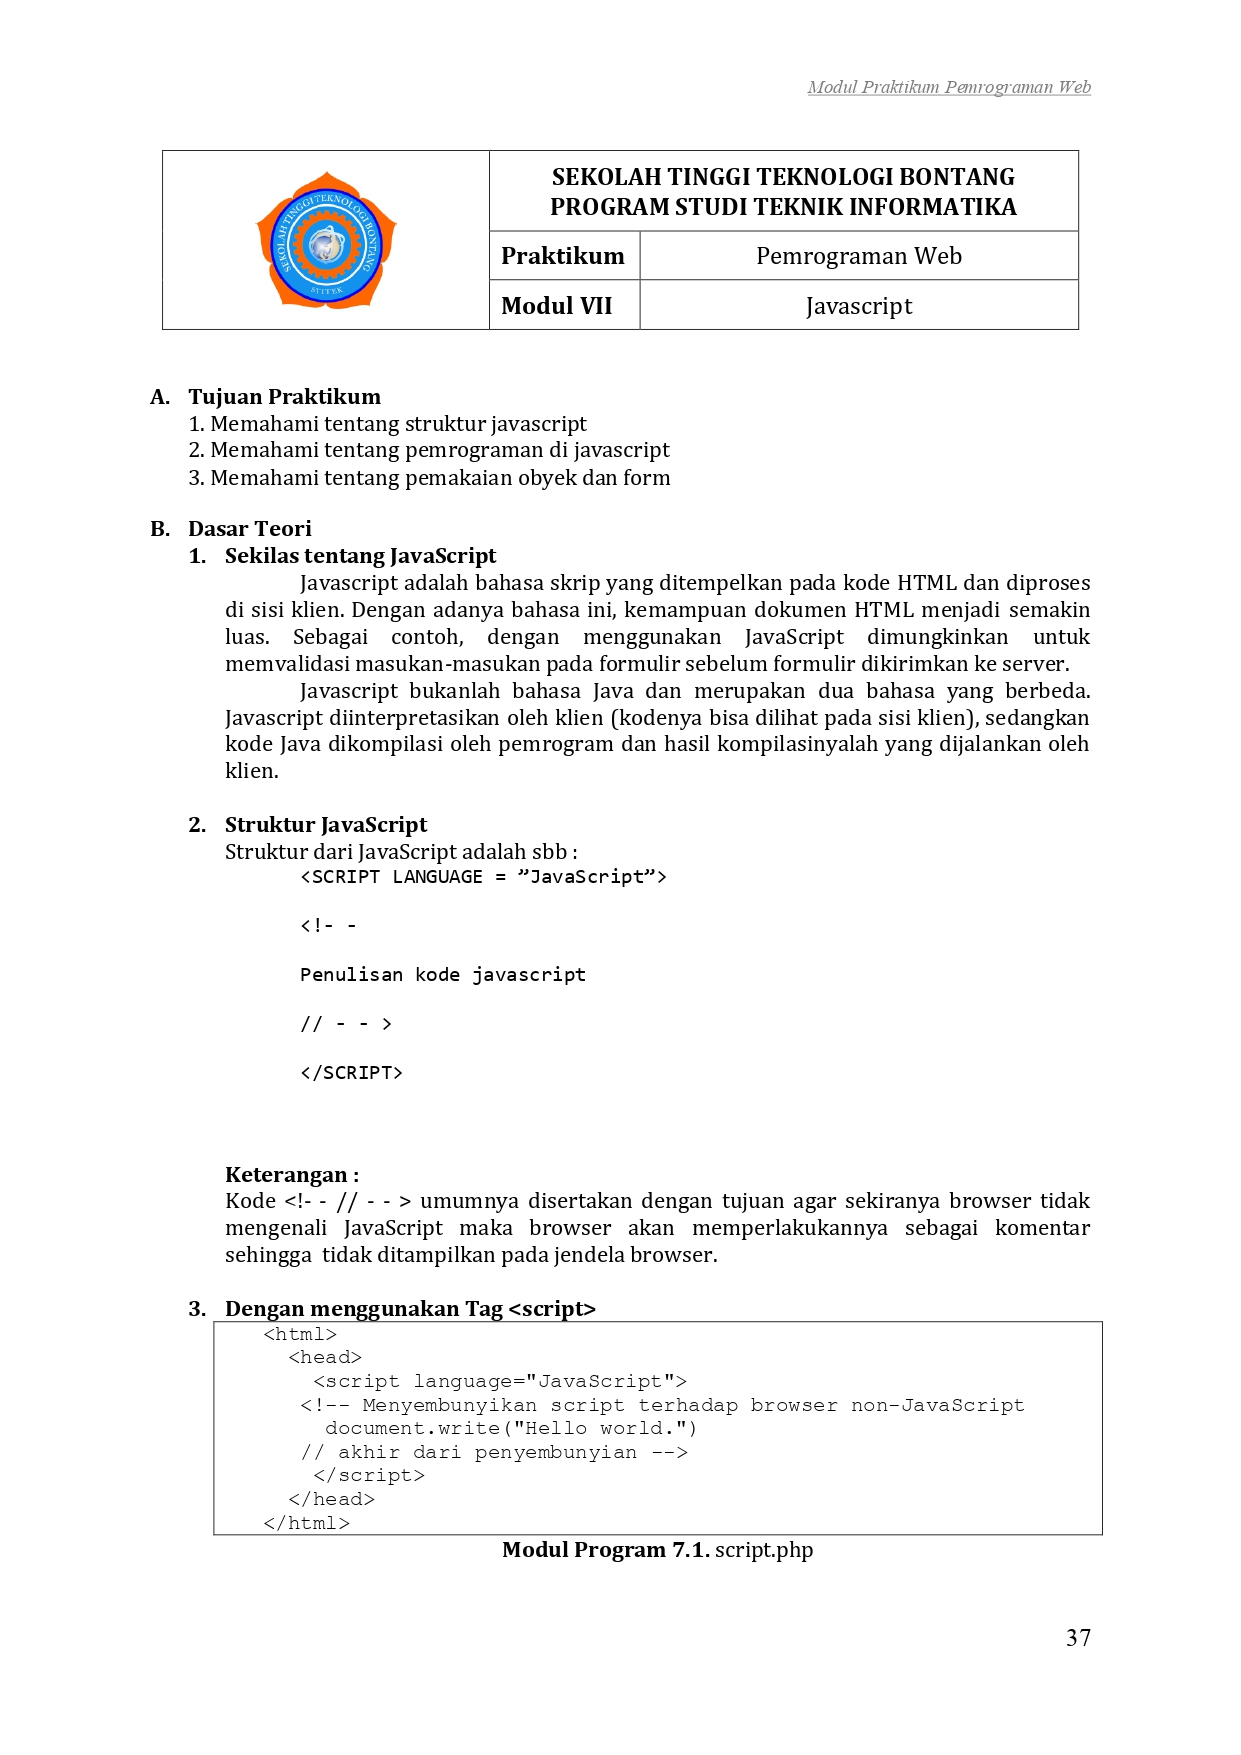 Modul Praktikum Pemrograman Web
SEKOLAH TINGGI TEKNOLOGI BONTANG
STITEK
SEKOLAH TINGGI TEKNOLOGI BONTANG
PROGRAM STUDI TEKNIK INFORMATIKA
Praktikum Pemrograman Web
Modul VII Javascript
A. Tujuan Praktikum
1. Memahami tentang struktur javascript
2. Memahami tentang pemrograman di javascript
3. Memahami tentang pemakaian obyek dan form
B. Dasar Teori
1. Sekilas tentang JavaScript
Javascript adalah bahasa skrip yang ditempelkan pada kode HTML dan diproses
di sisi klien. Dengan adanya bahasa ini, kemampuan dokumen HTML menjadi semakin
luas. Sebagai contoh, dengan menggunakan JavaScript dimungkinkan untuk
memvalidasi masukan-masukan pada formulir sebelum formulir dikirimkan ke server.
Javascript bukanlah bahasa Java dan merupakan dua bahasa yang berbeda.
Javascript diinterpretasikan oleh klien (kodenya bisa dilihat pada sisi klien), sedangkan
kode Java dikompilasi oleh pemrogram dan hasil kompilasinyalah yang dijalankan oleh
klien.
2. Struktur JavaScript
Struktur dari JavaScript adalah sbb :
<SCRIPT LANGUAGE = ”JavaScript”>
<!- -
Penulisan kode javascript
// - - >
</SCRIPT>
Keterangan :
Kode <!- - // - - > umumnya disertakan dengan tujuan agar sekiranya browser tidak
mengenali JavaScript maka browser akan memperlakukannya sebagai komentar
sehingga  tidak ditampilkan pada jendela browser.
3. Dengan menggunakan Tag <script>
<html>
<head>
<script language="JavaScript">
<!-- Menyembunyikan script terhadap browser non-JavaScript
document.write("Hello world.")
// akhir dari penyembunyian -->
</script>
</head>
</html>
Modul Program 7.1. script.php
37